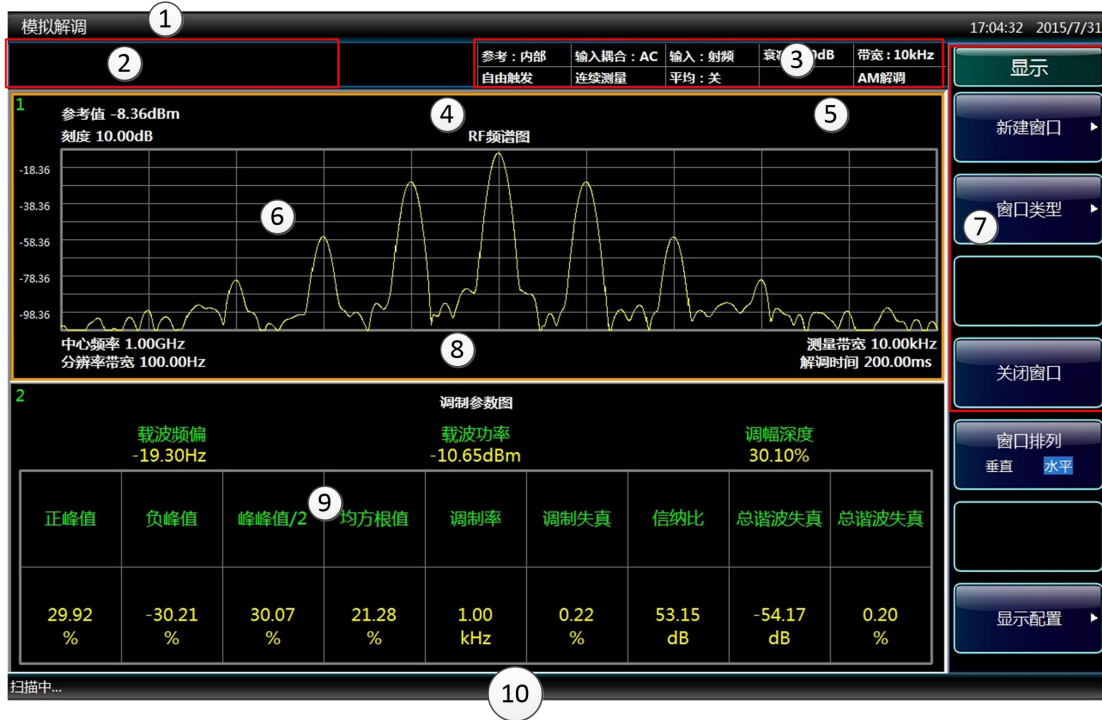 模拟解调
①
17:04:32 2015/7/31
②
参考：内部 输入耦合：AC 输入：射频 dB 带宽：10kHz
③
自由触发 连续测量 平均：关 AM解调
显示
1
参考值 -8.36dBm
④
⑤
刻度 10.00dB
RF频谱图
新建窗口
-18.36
-38.36
-58.36
-78.36
-98.36
⑥
窗口类型
⑦
中心频率 1.00GHz
测量带宽 10.00kHz
分辨率带宽 100.00Hz
解调时间 200.00ms
⑧
关闭窗口
2
调制参数图
载波频偏 载波功率 调幅深度
-19.30Hz -10.65dBm 30.10%
窗口排列
垂直 水平
⑨
正峰值 负峰值 峰峰值/2 均方根值 调制率 调制失真 信纳比 总谐波失真 总谐波失真
29.92 -30.21 30.07 21.28 1.00 0.22 53.15 -54.17 0.20
% % % % kHz % dB dB %
显示配置
扫描中...
⑩